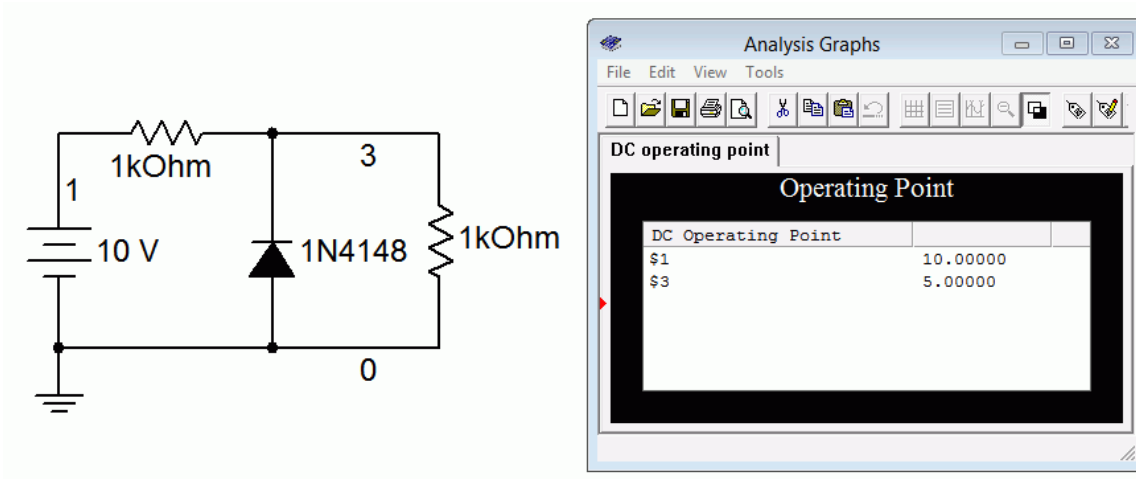 1kOhm
3
1
10 V
1N4148
1kOhm
0
Analysis Graphs
File Edit View Tools
DC operating point
Operating Point
DC Operating Point
$1 10.00000
$3 5.00000